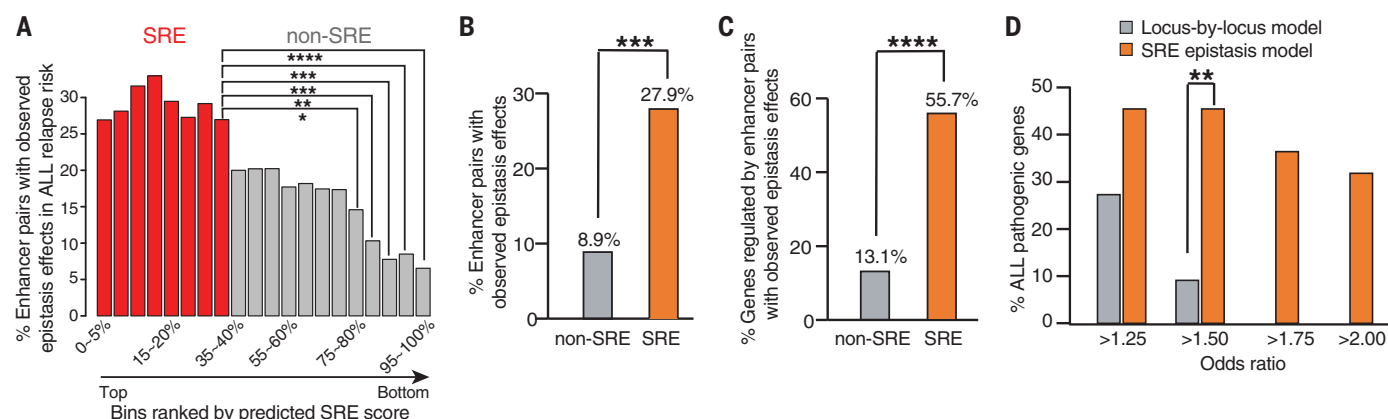 A
SRE
non-SRE
****
***
***
**
*
% Enhancer pairs with observed
epistasis effects in ALL relapse risk
30
25
20
15
10
5
0
0~5%
15~20%
35~40%
55~60%
75~80%
95~100%
Top
Bottom
Bins ranked by predicted SRE score
B
***
% Enhancer pairs with
observed epistasis effects
30
15
0
8.9%
27.9%
non-SRE
SRE
C
****
% Genes regulated by enhancer pairs
with observed epistasis effects
60
40
20
0
13.1%
55.7%
non-SRE
SRE
D
Locus-by-locus model
SRE epistasis model
**
% ALL pathogenic genes
50
40
30
20
10
0
>1.25
>1.50
>1.75
>2.00
Odds ratio